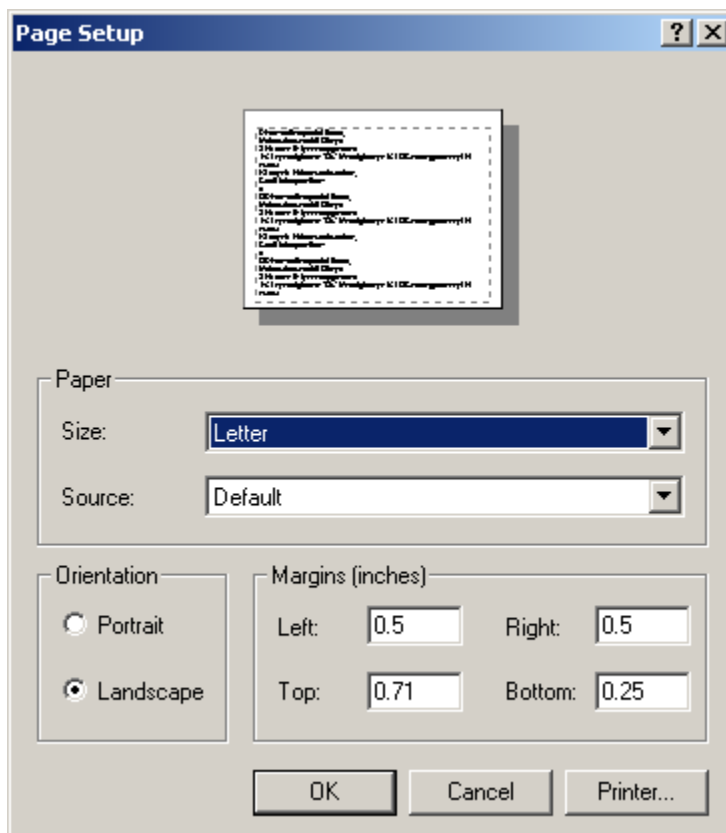 Page Setup
Paper
Size: Letter
Source: Default
Orientation
Portrait
Landscape
Margins (inches)
Left: 0.5 Right: 0.5
Top: 0.71 Bottom: 0.25
OK Cancel Printer...